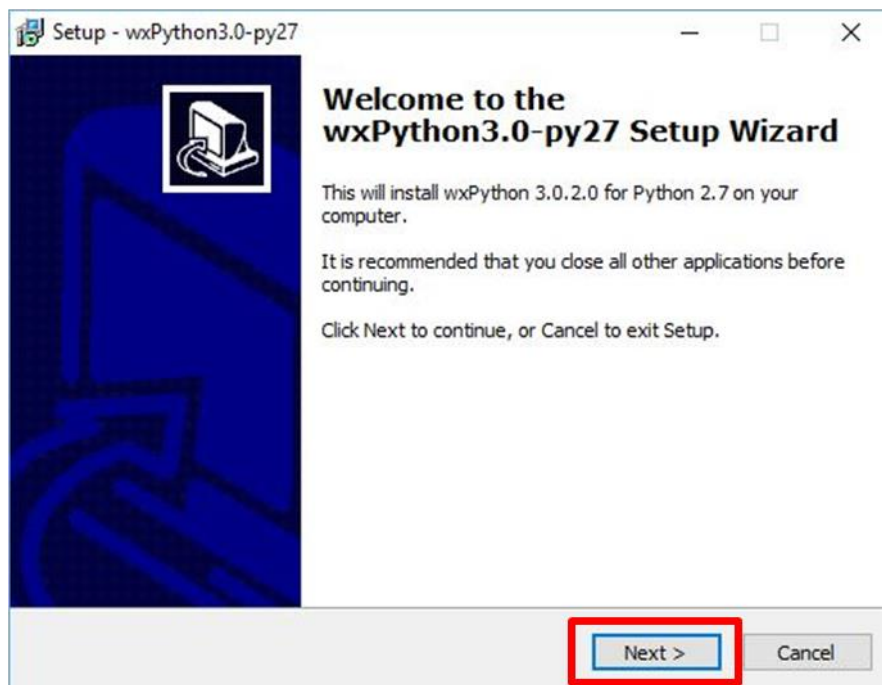 Setup - wxPython3.0-py27
Welcome to the
wxPython3.0-py27 Setup Wizard
This will install wxPython 3.0.2.0 for Python 2.7 on your
computer.
It is recommended that you close all other applications before
continuing.
Click Next to continue, or Cancel to exit Setup.
Next >
Cancel